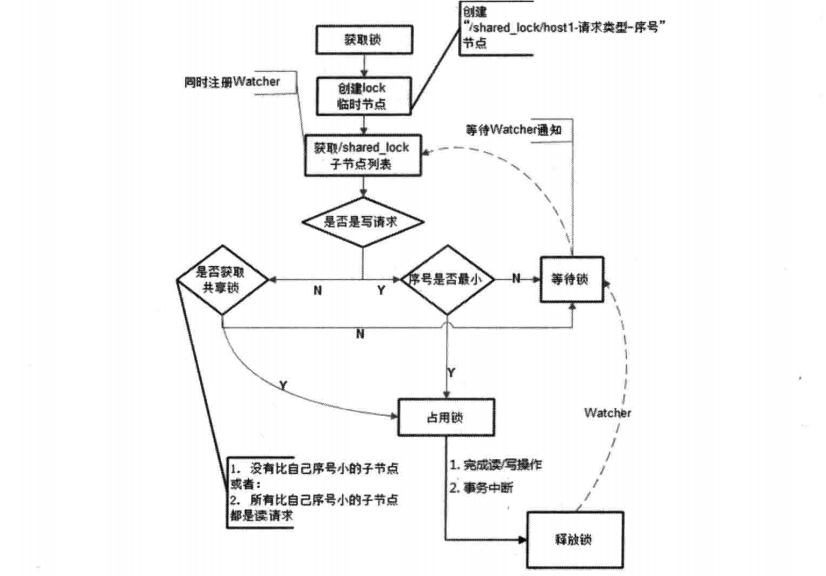 创建
“/shared_lock/host1-请求类型-序号”
节点
获取锁
同时注册Watcher
创建lock
临时节点
等待Watcher通知
获取/shared_lock
子节点列表
是否是写请求
是否获取
共享锁
N
Y
序号是否最小
N
等待锁
N
Y
Y
占用锁
Watcher
1. 没有比自己序号小的子节点
或者:
2. 所有比自己序号小的子节点
都是读请求
1. 完成读/写操作
2. 事务中断
释放锁